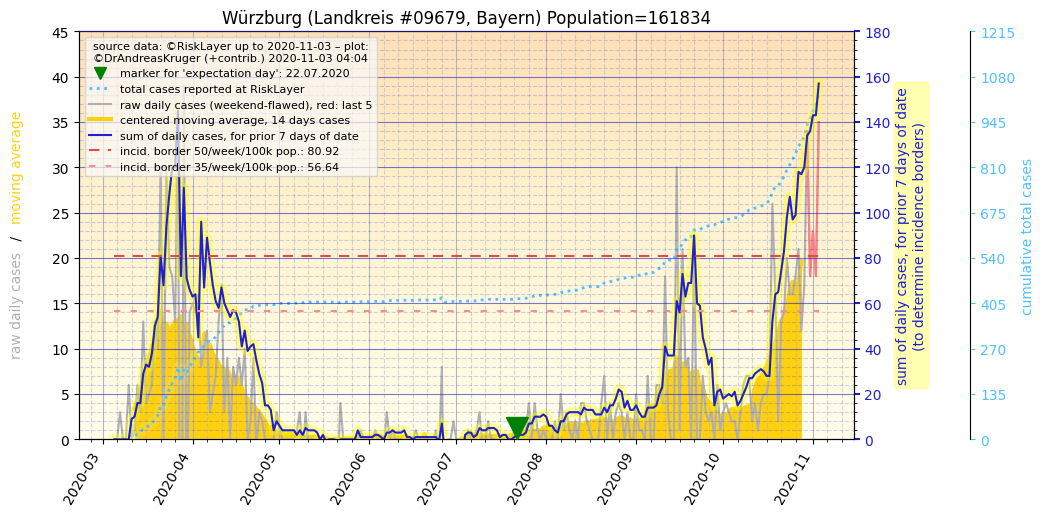 Würzburg (Landkreis #09679, Bayern) Population=161834
source data: ©RiskLayer up to 2020-11-03 – plot:
©DrAndreasKruger (+contrib.) 2020-11-03 04:04
marker for 'expectation day': 22.07.2020
total cases reported at RiskLayer
raw daily cases (weekend-flawed), red: last 5
centered moving average, 14 days cases
sum of daily cases, for prior 7 days of date
incid. border 50/week/100k pop.: 80.92
incid. border 35/week/100k pop.: 56.64
raw daily cases / moving average
45
40
35
30
25
20
15
10
5
0
180
160
140
120
100
80
60
40
20
0
sum of daily cases, for prior 7 days of date
(to determine incidence borders)
1215
1080
945
810
675
540
405
270
135
0
cumulative total cases
2020-03
2020-04
2020-05
2020-06
2020-07
2020-08
2020-09
2020-10
2020-11